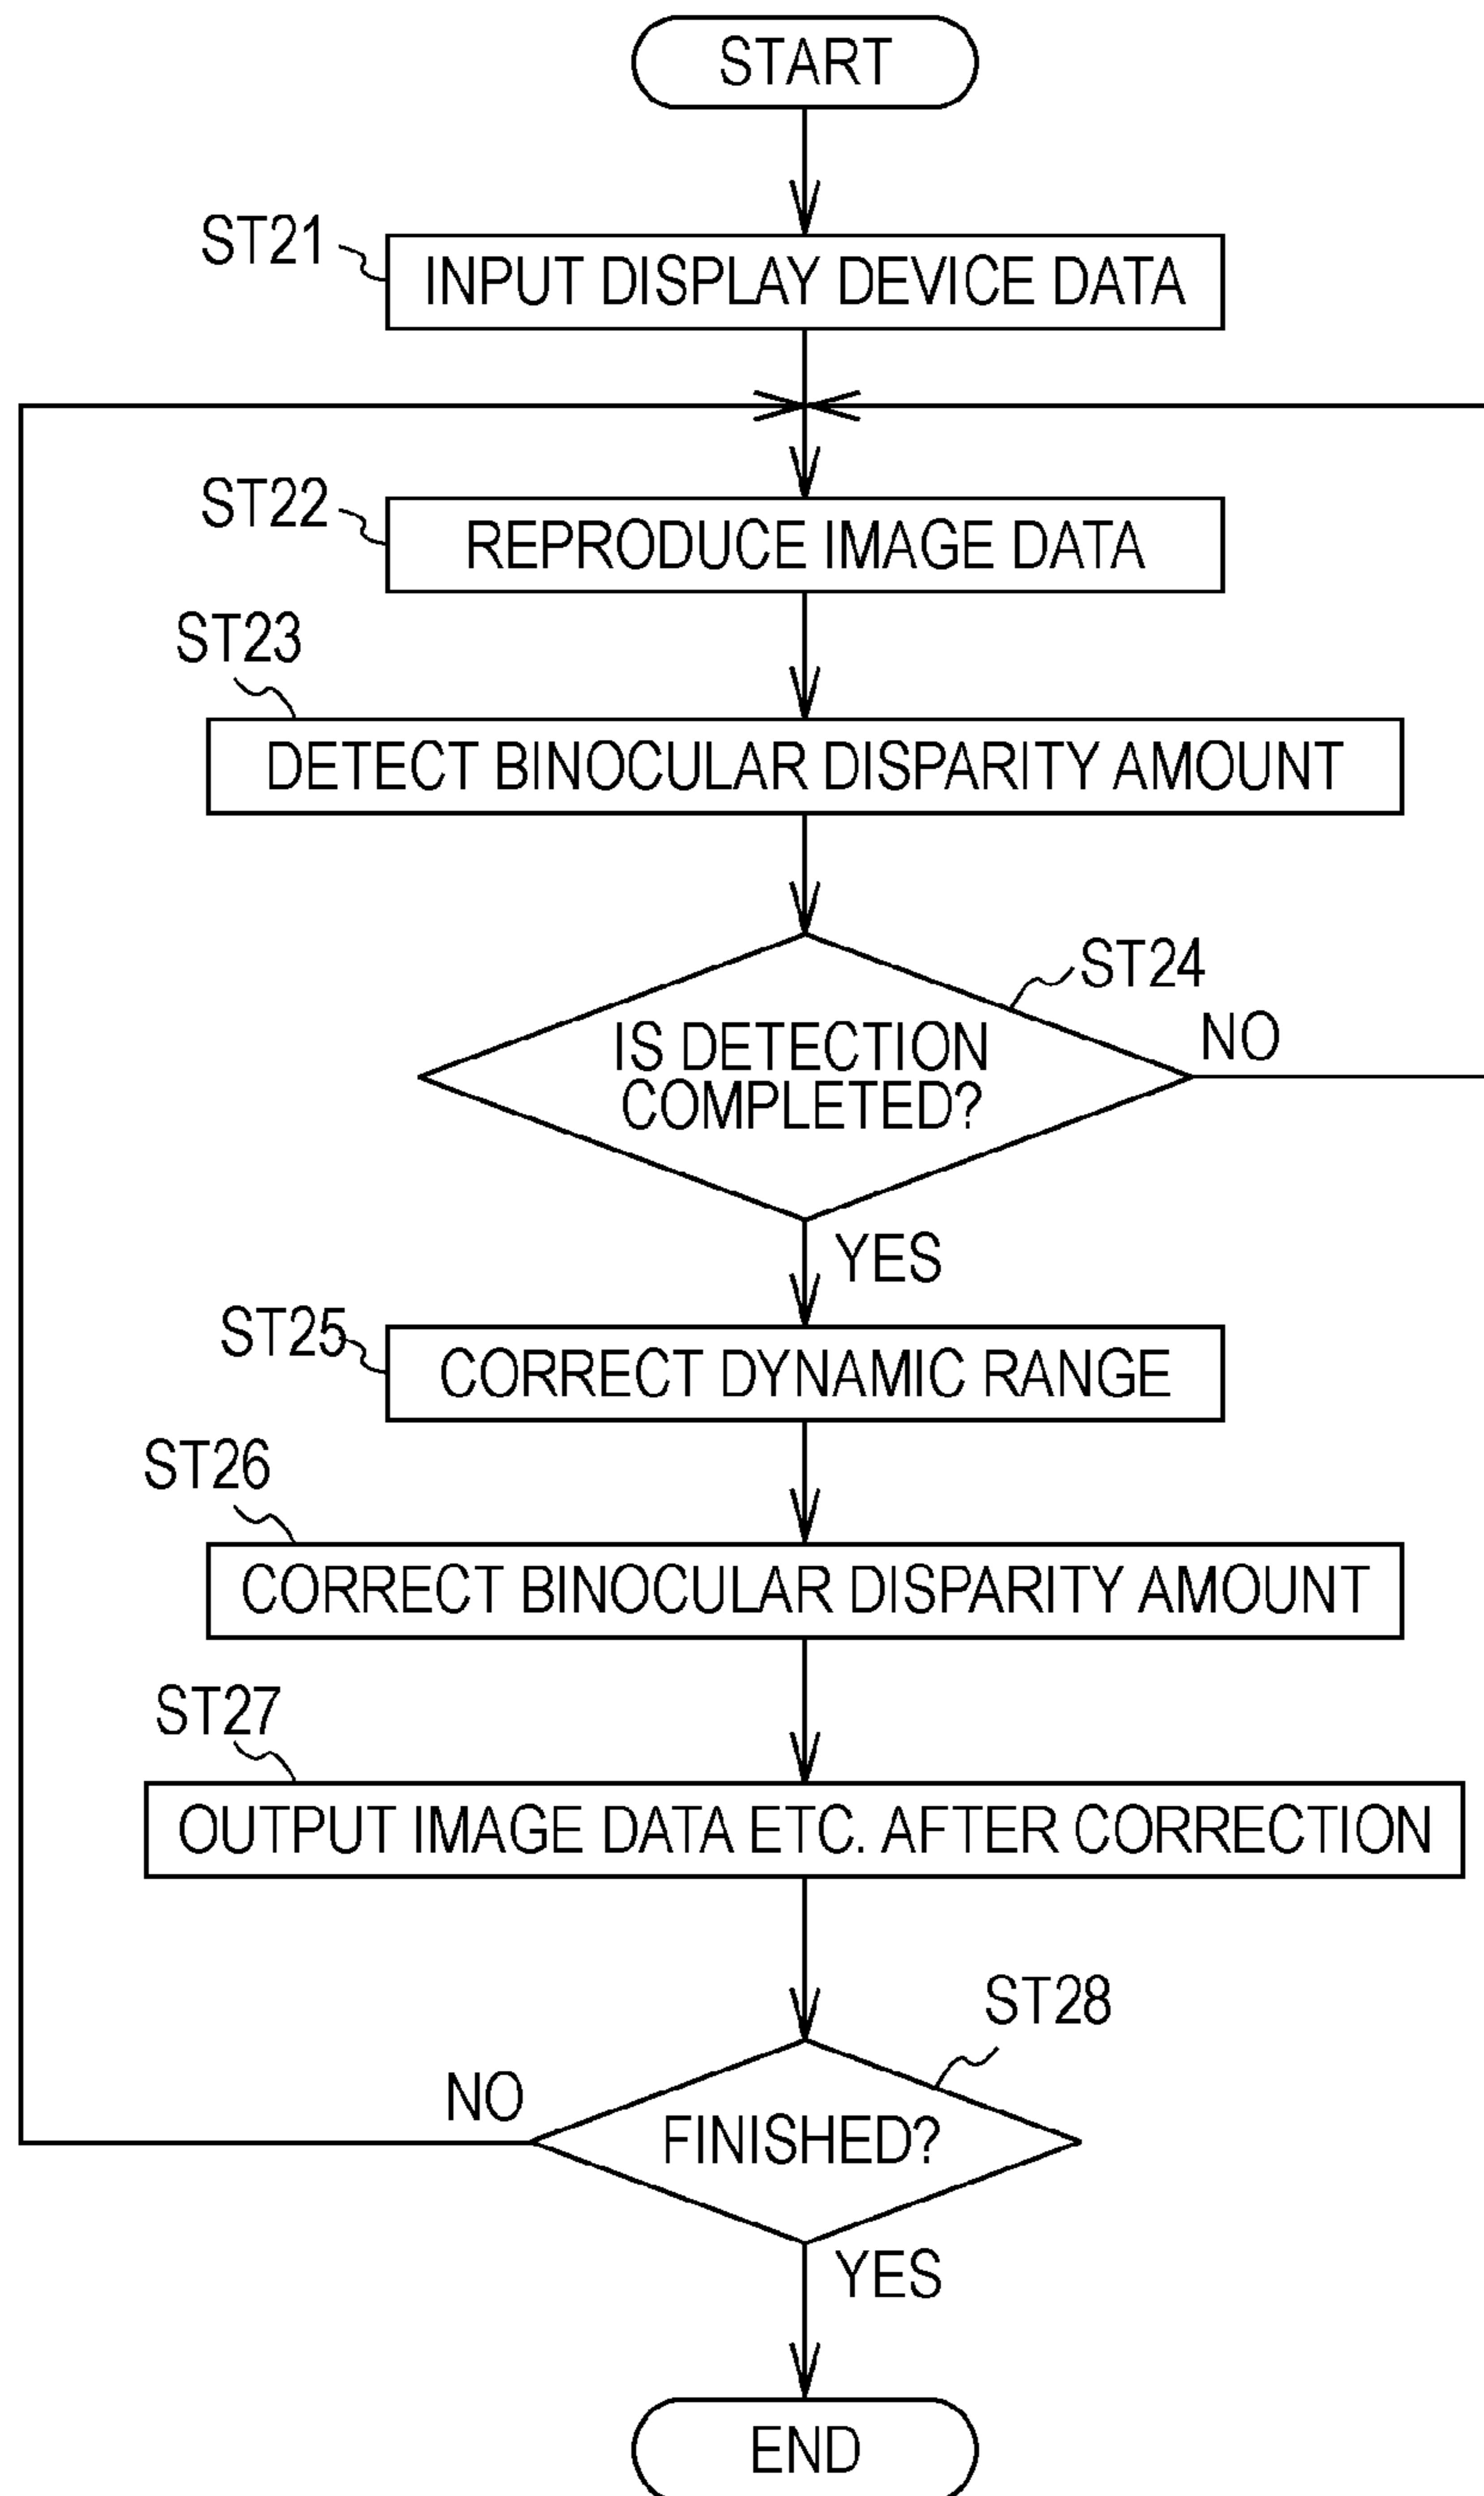 START
ST21
INPUT DISPLAY DEVICE DATA
ST22
REPRODUCE IMAGE DATA
ST23
DETECT BINOCULAR DISPARITY AMOUNT
ST24
IS DETECTION
COMPLETED?
NO
YES
ST25
CORRECT DYNAMIC RANGE
ST26
CORRECT BINOCULAR DISPARITY AMOUNT
ST27
OUTPUT IMAGE DATA ETC. AFTER CORRECTION
ST28
NO
FINISHED?
YES
END